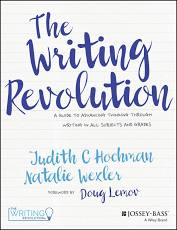 The
Writing
Revolution
A GUIDE TO ADVANCING THINKING THROUGH
WRITING IN ALL SUBJECTS AND GRADES
Judith C Hochman
Natalie Wexler
FOREWORD BY Doug Lemov
THE
WRITING
REVOLUTION
JOSSEY-BASS
A Wiley Brand